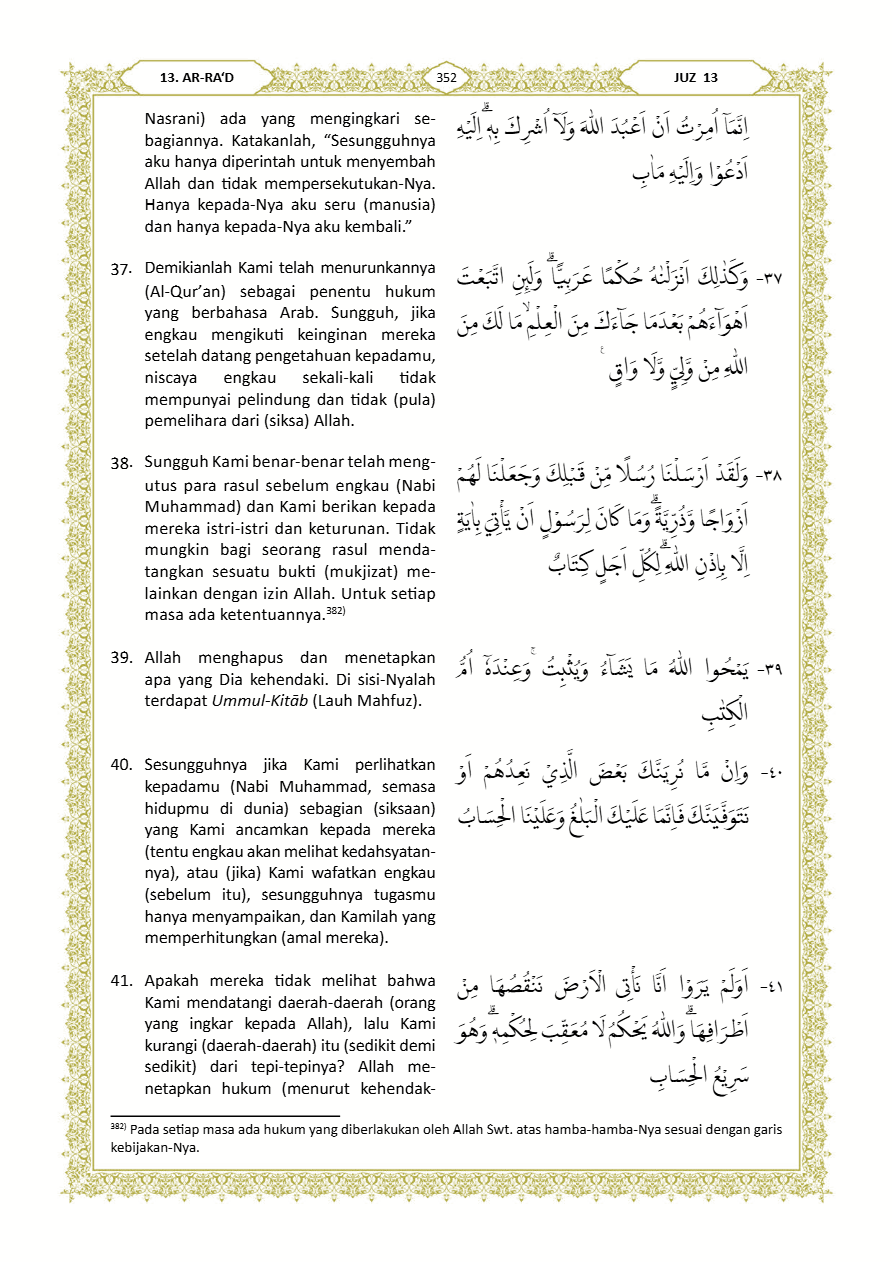 13. AR-RA‘D
352
JUZ 13
Nasrani) ada yang mengingkari se-
bagiannya. Katakanlah, “Sesungguhnya
aku hanya diperintah untuk menyembah
Allah dan tidak mempersekutukan-Nya.
Hanya kepada-Nya aku seru (manusia)
dan hanya kepada-Nya aku kembali.”
اِنَّمَآ اُمِرْتُ اَنْ اَعْبُدَ اللّٰهَ وَلَآ اُشْرِكَ بِهٖۗ اِلَيْهِ
اَدْعُوْا وَاِلَيْهِ مَاٰبِ
37. Demikianlah Kami telah menurunkannya
(Al-Qur’an) sebagai penentu hukum
yang berbahasa Arab. Sungguh, jika
engkau mengikuti keinginan mereka
setelah datang pengetahuan kepadamu,
niscaya engkau sekali-kali tidak
mempunyai pelindung dan tidak (pula)
pemelihara dari (siksa) Allah.
٣٧- وَكَذٰلِكَ اَنْزَلْنٰهُ حُكْمًا عَرَبِيًّاۗ وَلَىِٕنِ اتَّبَعْتَ
اَهْوَاۤءَهُمْ بَعْدَمَا جَاۤءَكَ مِنَ الْعِلْمِۙ مَا لَكَ مِنَ
اللّٰهِ مِنْ وَّلِيٍّ وَّلَا وَاقٍ ࣖ
38. Sungguh Kami benar-benar telah meng-
utus para rasul sebelum engkau (Nabi
Muhammad) dan Kami berikan kepada
mereka istri-istri dan keturunan. Tidak
mungkin bagi seorang rasul menda-
tangkan sesuatu bukti (mukjizat) me-
lainkan dengan izin Allah. Untuk setiap
masa ada ketentuannya.382)
٣٨- وَلَقَدْ اَرْسَلْنَا رُسُلًا مِّنْ قَبْلِكَ وَجَعَلْنَا لَهُمْ
اَزْوَاجًا وَّذُرِّيَّةًۗ وَمَا كَانَ لِرَسُوْلٍ اَنْ يَّأْتِيَ بِاٰيَةٍ
اِلَّا بِاِذْنِ اللّٰهِۗ لِكُلِّ اَجَلٍ كِتَابٌ
39. Allah menghapus dan menetapkan
apa yang Dia kehendaki. Di sisi-Nyalah
terdapat Ummul-Kitāb (Lauh Mahfuz).
٣٩- يَمْحُوا اللّٰهُ مَا يَشَاۤءُ وَيُثْبِتُۚ وَعِنْدَهٗٓ اُمُّ
الْكِتٰبِ
40. Sesungguhnya jika Kami perlihatkan
kepadamu (Nabi Muhammad, semasa
hidupmu di dunia) sebagian (siksaan)
yang Kami ancamkan kepada mereka
(tentu engkau akan melihat kedahsyatan-
nya), atau (jika) Kami wafatkan engkau
(sebelum itu), sesungguhnya tugasmu
hanya menyampaikan, dan Kamilah yang
memperhitungkan (amal mereka).
٤٠- وَاِنْ مَّا نُرِيَنَّكَ بَعْضَ الَّذِيْ نَعِدُهُمْ اَوْ
نَتَوَفَّيَنَّكَ فَاِنَّمَا عَلَيْكَ الْبَلٰغُ وَعَلَيْنَا الْحِسَابُ
41. Apakah mereka tidak melihat bahwa
Kami mendatangi daerah-daerah (orang
yang ingkar kepada Allah), lalu Kami
kurangi (daerah-daerah) itu (sedikit demi
sedikit) dari tepi-tepinya? Allah me-
netapkan hukum (menurut kehendak-
٤١- اَوَلَمْ يَرَوْا اَنَّا نَأْتِى الْاَرْضَ نَنْقُصُهَا مِنْ
اَطْرَافِهَاۗ وَاللّٰهُ يَحْكُمُ لَا مُعَقِّبَ لِحُكْمِهٖۗ وَهُوَ
سَرِيْعُ الْحِسَابِ
382) Pada setiap masa ada hukum yang diberlakukan oleh Allah Swt. atas hamba-hamba-Nya sesuai dengan garis
kebijakan-Nya.